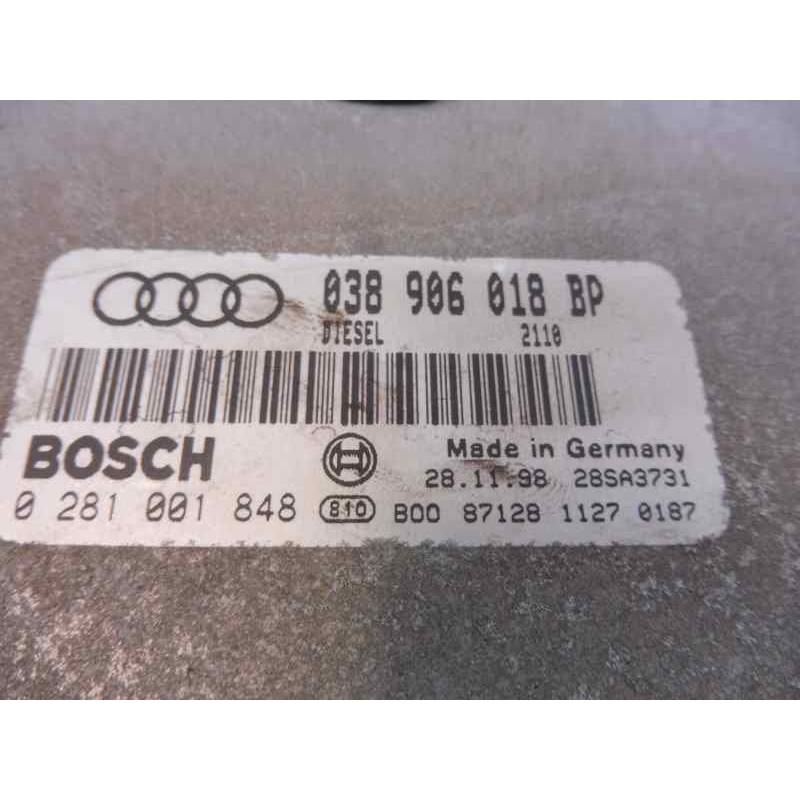 038 906 018 BP
DIESEL 2110
BOSCH
Made in Germany
28.11.98 28SA3731
0 281 001 848 810 B00 87128 1127 0187